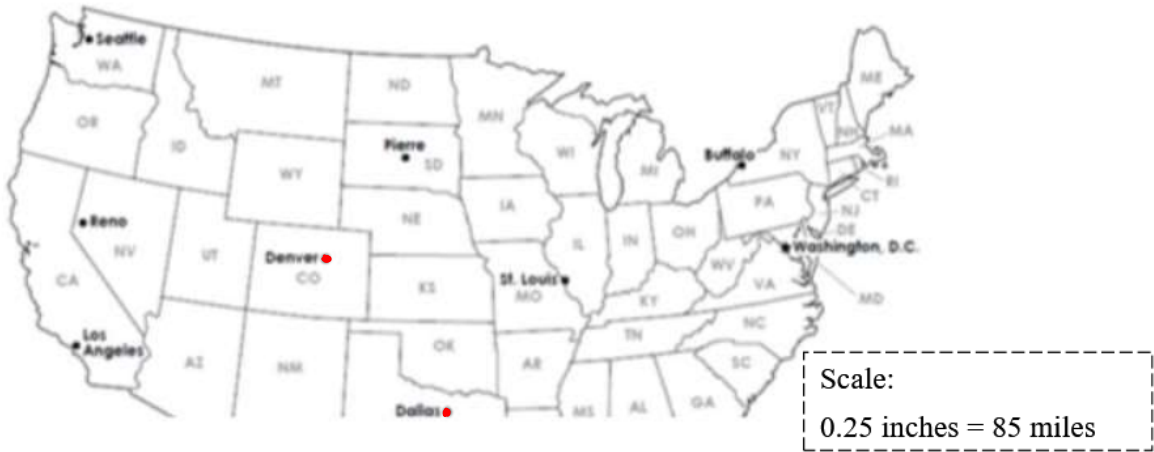 Seattle
WA
MT
ND
MN
ME
VT
NH
MA
OR
ID
Pierre
SD
WI
MI
Buffalo
NY
RI
CT
WY
IA
PA
NJ
NE
Reno
NV
UT
Denver
CO
IL
IN
OH
DE
Washington, D.C.
WV
KS
St. Louis
MO
KY
VA
MD
CA
Los
Angeles
AZ
NM
OK
AR
TN
NC
SC
Dallas
MS
AL
GA
Scale:
0.25 inches = 85 miles